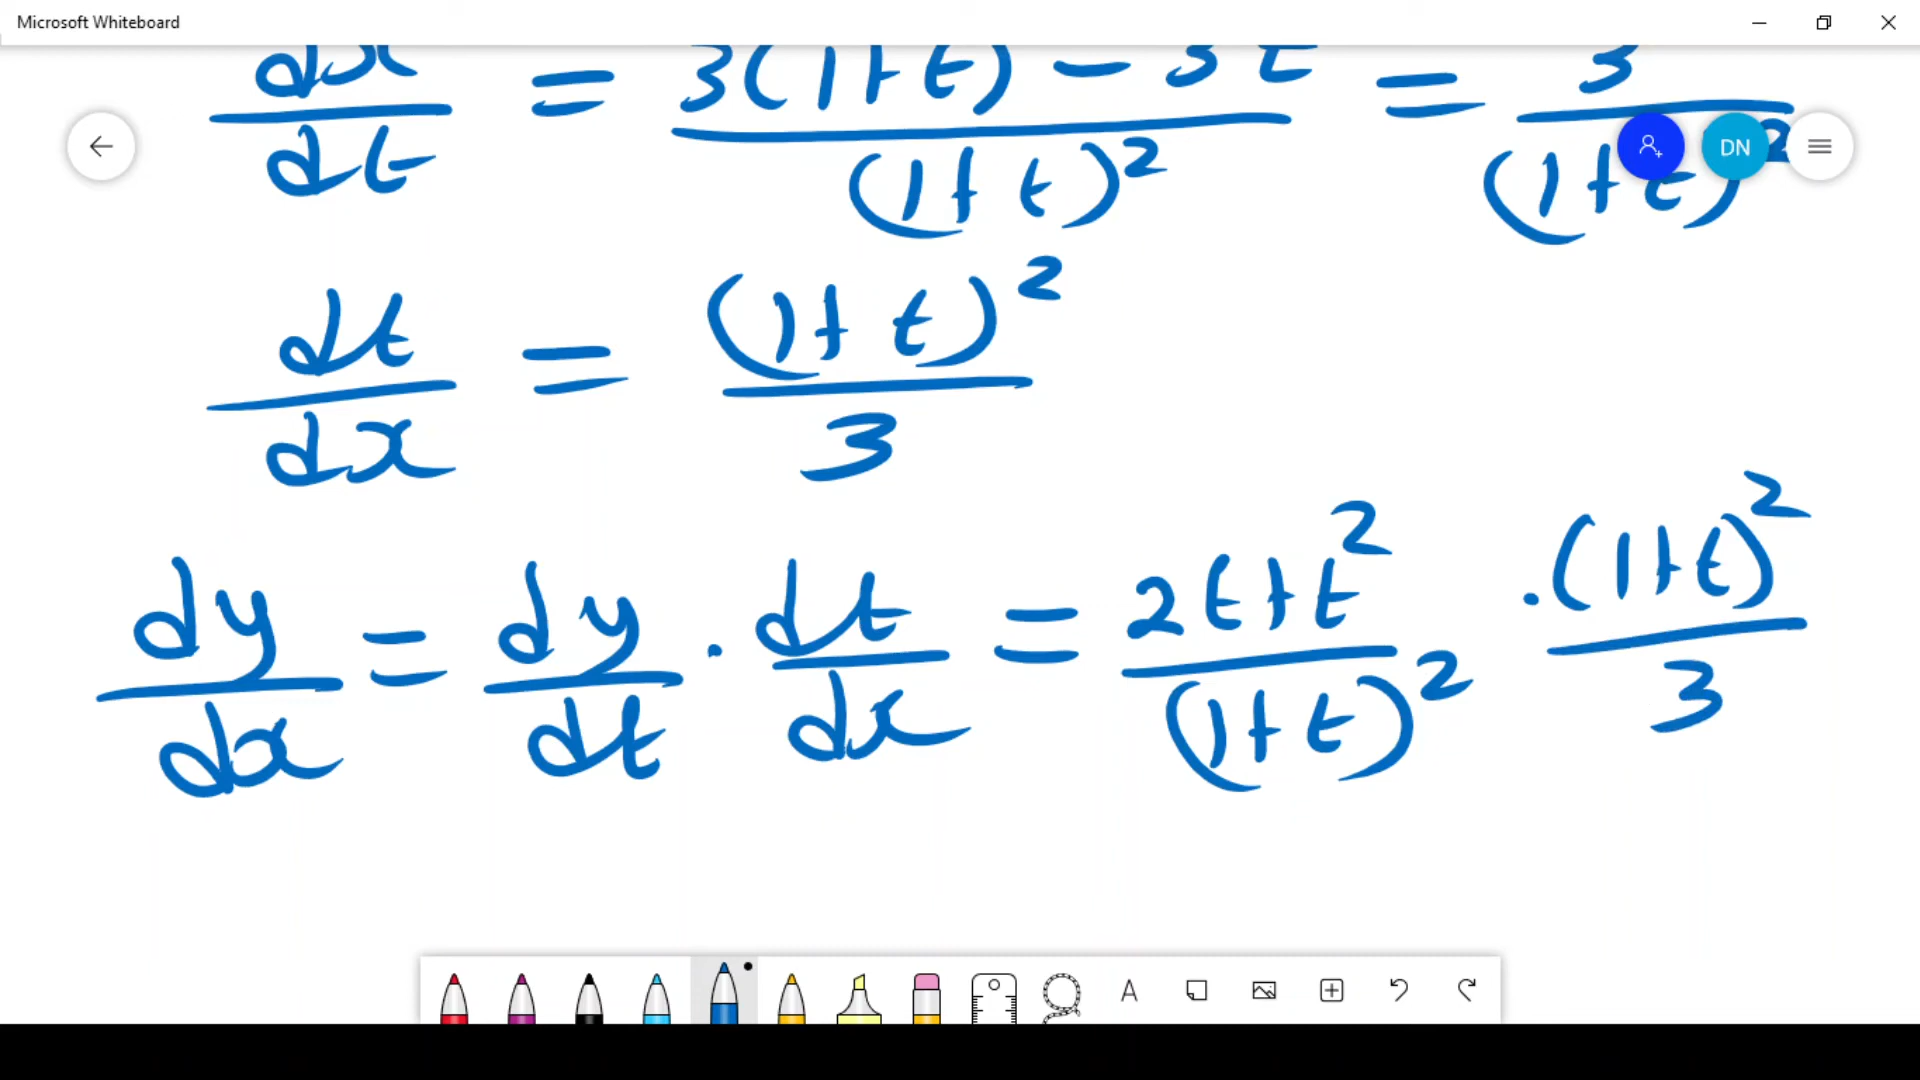 Microsoft Whiteboard
dx/dt = (3(1+t) - 3t)/(1+t)² = 3/(1+t)²
DN
dt/dx = (1+t)²/3
dy/dx = dy/dt · dt/dx = (2t+t²)/(1+t)² · (1+t)²/3
A